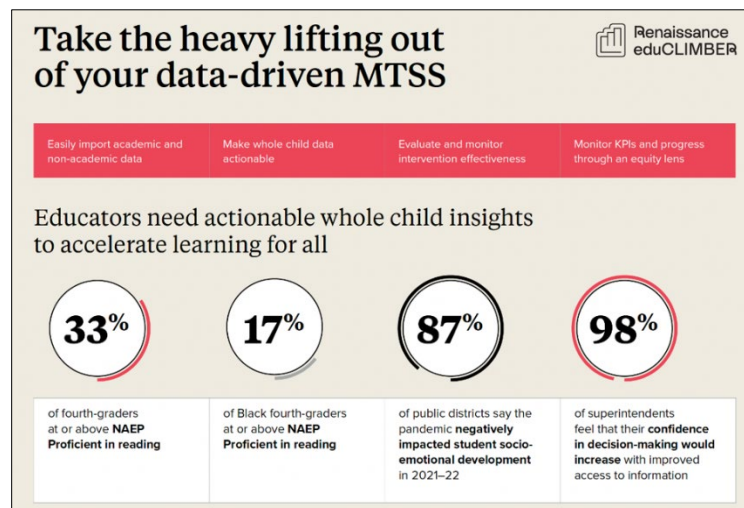 Take the heavy lifting out
of your data-driven MTSS
Renaissance
eduCLIMBER
Easily import academic and
non-academic data
Make whole child data
actionable
Evaluate and monitor
intervention effectiveness
Monitor KPIs and progress
through an equity lens
Educators need actionable whole child insights
to accelerate learning for all
33%
17%
87%
98%
of fourth-graders
at or above NAEP
Proficient in reading
of Black fourth-graders
at or above NAEP
Proficient in reading
of public districts say the
pandemic negatively
impacted student socio-
emotional development
in 2021–22
of superintendents
feel that their confidence
in decision-making would
increase with improved
access to information